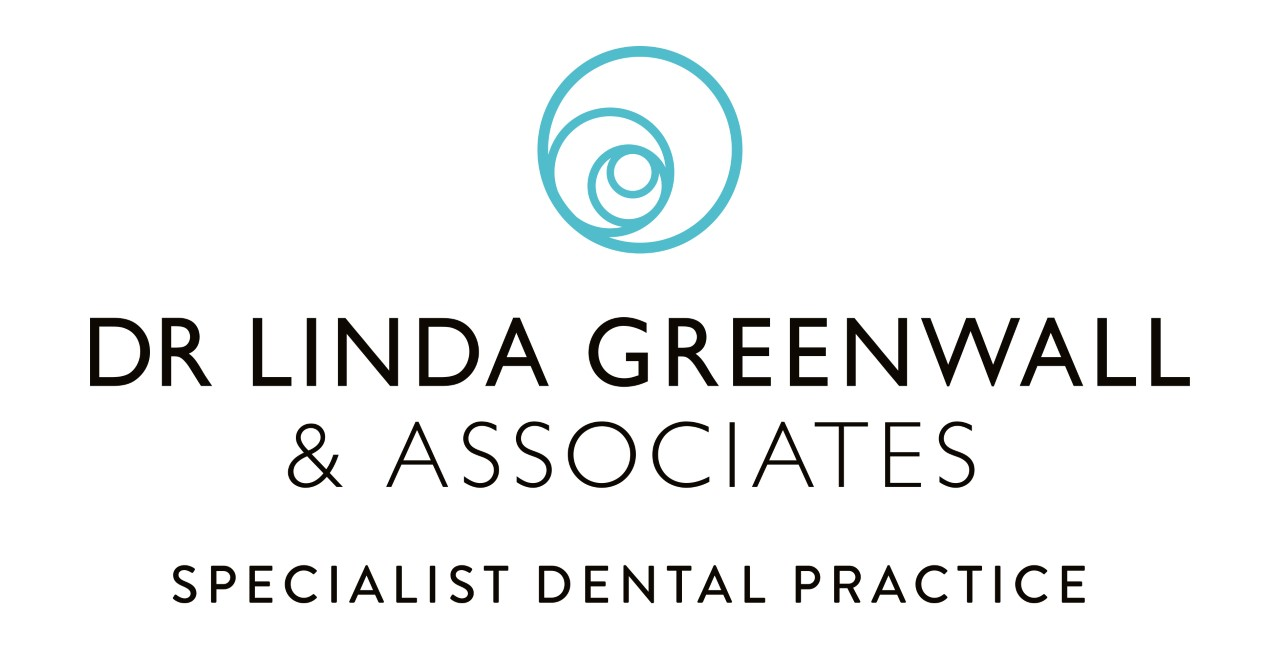 DR LINDA GREENWALL
& ASSOCIATES
SPECIALIST DENTAL PRACTICE